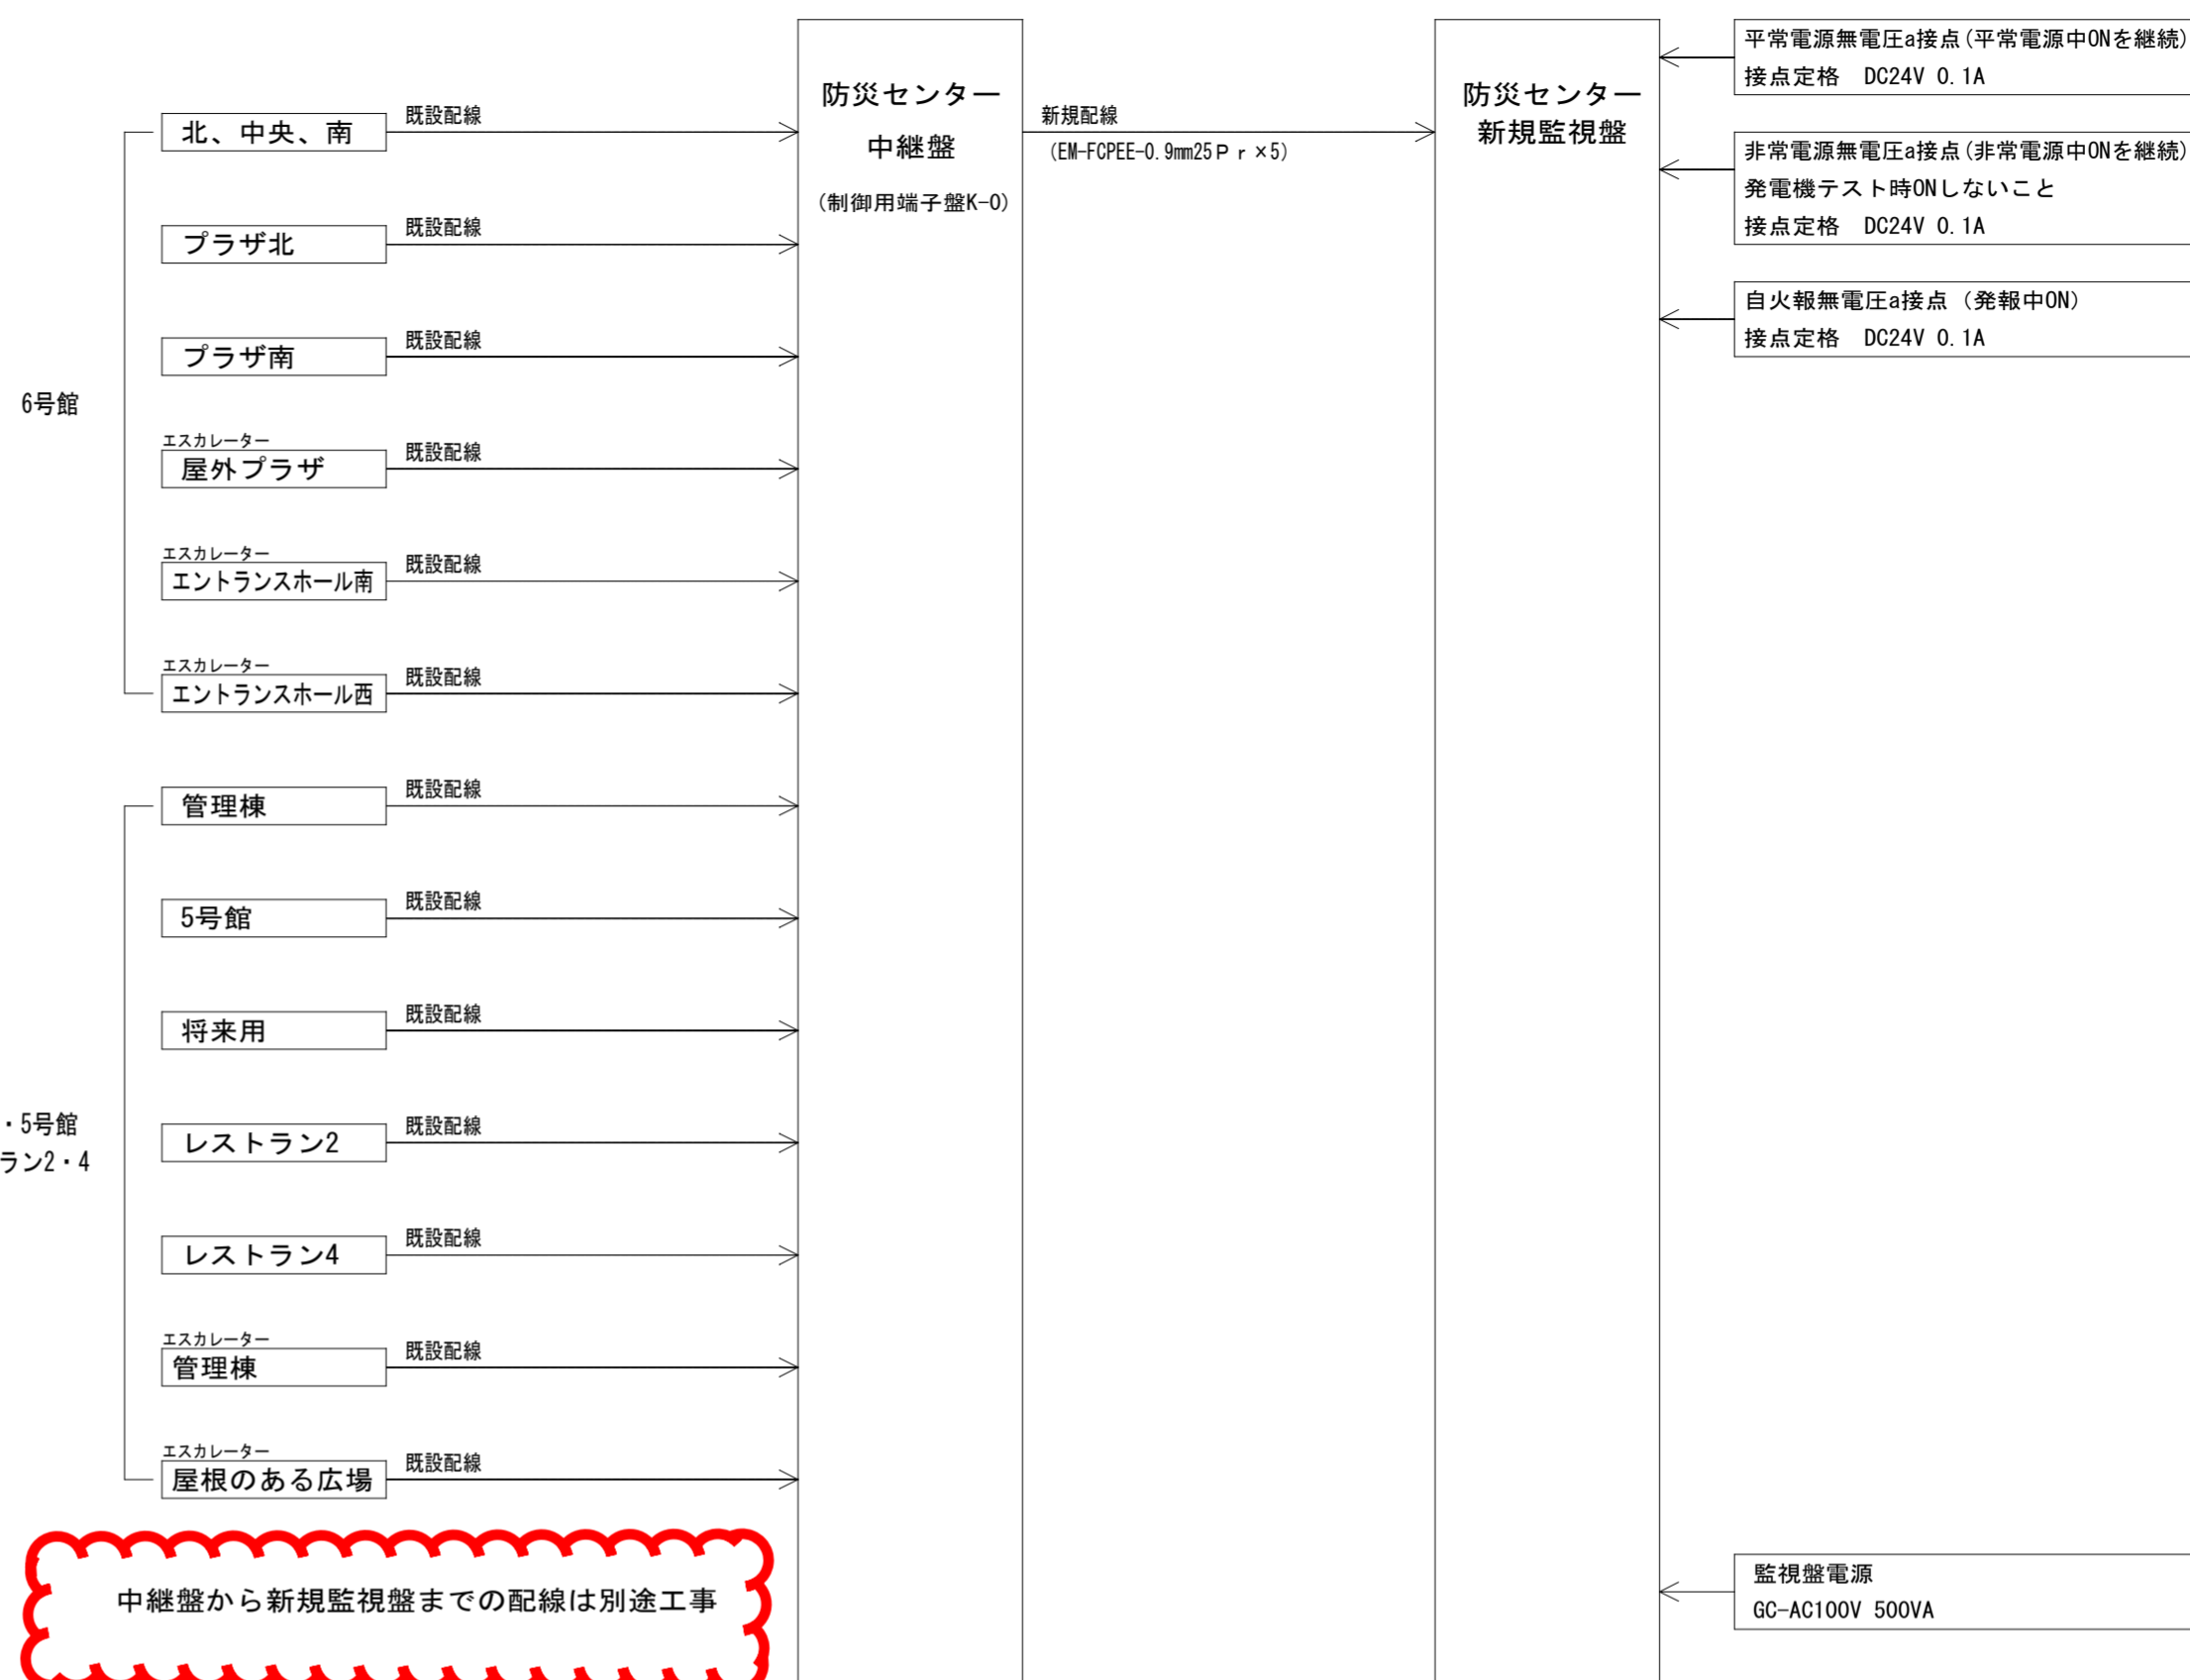 平常電源無電圧a接点(平常電源中ONを継続)
接点定格 DC24V 0.1A
防災センター
中継盤
(制御用端子盤K-0)
新規配線
(EM-FCPEE-0.9mm25Ｐｒ×5)
防災センター
新規監視盤
非常電源無電圧a接点(非常電源中ONを継続)
発電機テスト時ONしないこと
接点定格 DC24V 0.1A
自火報無電圧a接点（発報中ON）
接点定格 DC24V 0.1A
6号館
北、中央、南
既設配線
プラザ北
既設配線
プラザ南
既設配線
エスカレーター
屋外プラザ
既設配線
エスカレーター
エントランスホール南
既設配線
エスカレーター
エントランスホール西
既設配線
・5号館
ラン2・4
管理棟
既設配線
5号館
既設配線
将来用
既設配線
レストラン2
既設配線
レストラン4
既設配線
エスカレーター
管理棟
既設配線
エスカレーター
屋根のある広場
既設配線
中継盤から新規監視盤までの配線は別途工事
監視盤電源
GC-AC100V 500VA